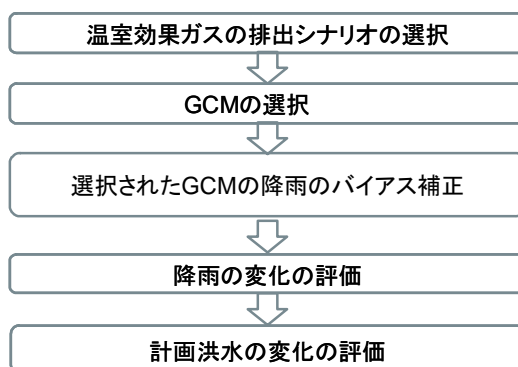 温室効果ガスの排出シナリオの選択
GCMの選択
選択されたGCMの降雨のバイアス補正
降雨の変化の評価
計画洪水の変化の評価